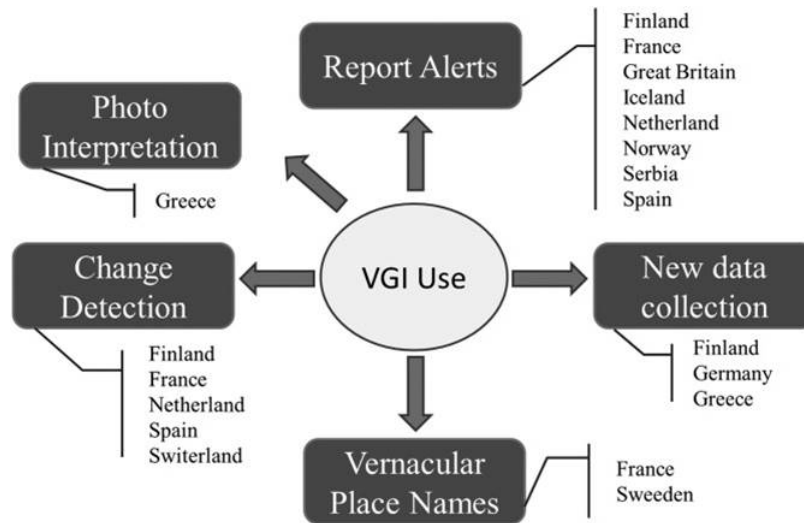 Report Alerts
Finland
France
Great Britain
Iceland
Netherland
Norway
Serbia
Spain
Photo
Interpretation
Greece
VGI Use
Change
Detection
Finland
France
Netherland
Spain
Switerland
New data
collection
Finland
Germany
Greece
Vernacular
Place Names
France
Sweeden